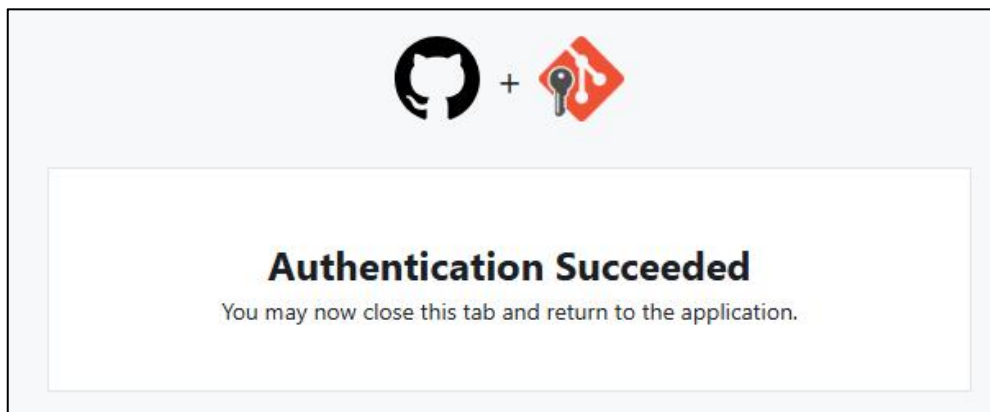 +
Authentication Succeeded
You may now close this tab and return to the application.